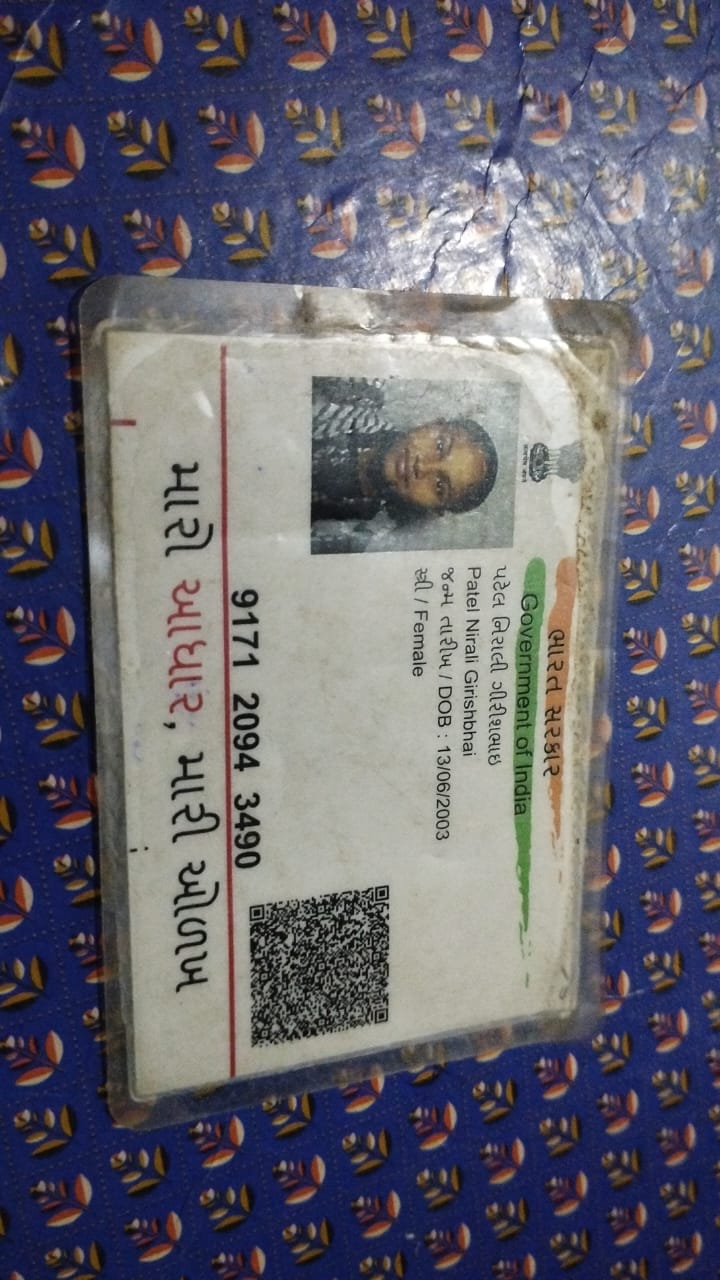 ભારત સરકાર
Government of India
પટેલ નિરાલી ગીરીશભાઇ
Patel Nirali Girishbhai
જન્મ તારીખ / DOB : 13/06/2003
સ્ત્રી / Female
9171 2094 3490
મારો આધાર, મારી ઓળખ